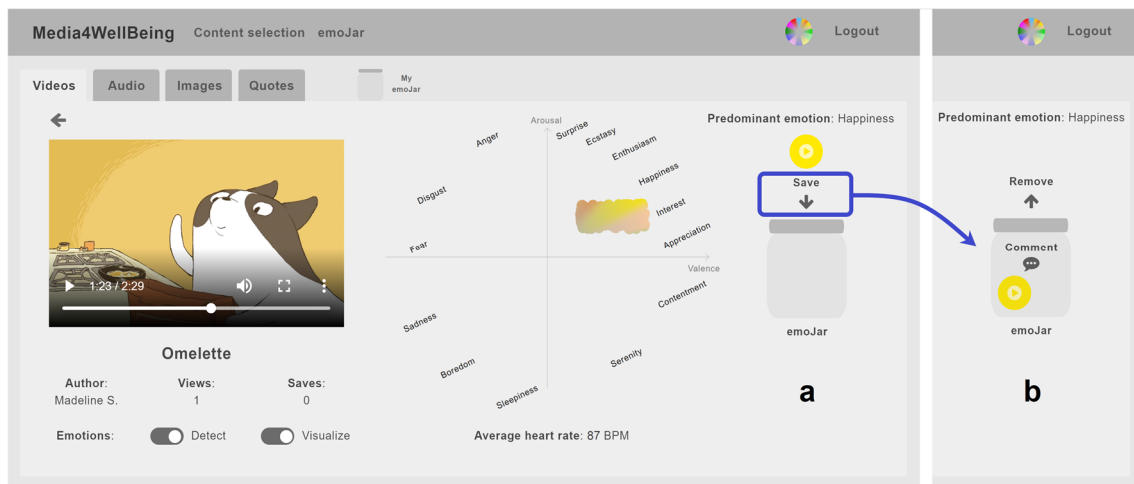 Media4WellBeing Content selection emoJar Logout Logout
Videos Audio Images Quotes My emoJar
Predominant emotion: Happiness
Predominant emotion: Happiness
Arousal
Anger
Surprise
Ecstasy
Enthusiasm
Happiness
Disgust
Interest
Appreciation
Fear
Valence
Contentment
Sadness
Serenity
Boredom
Sleepiness
Save
Remove
Comment
emoJar
emoJar
1:23 / 2:29
Omelette
Author: Views: Saves:
Madeline S. 1 0
a
b
Emotions: Detect Visualize
Average heart rate: 87 BPM